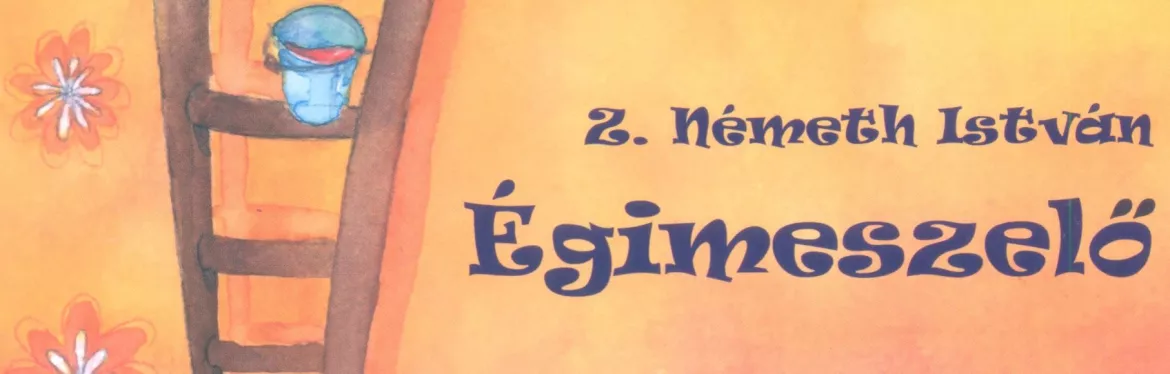 Z. Németh István
Égimeszelő